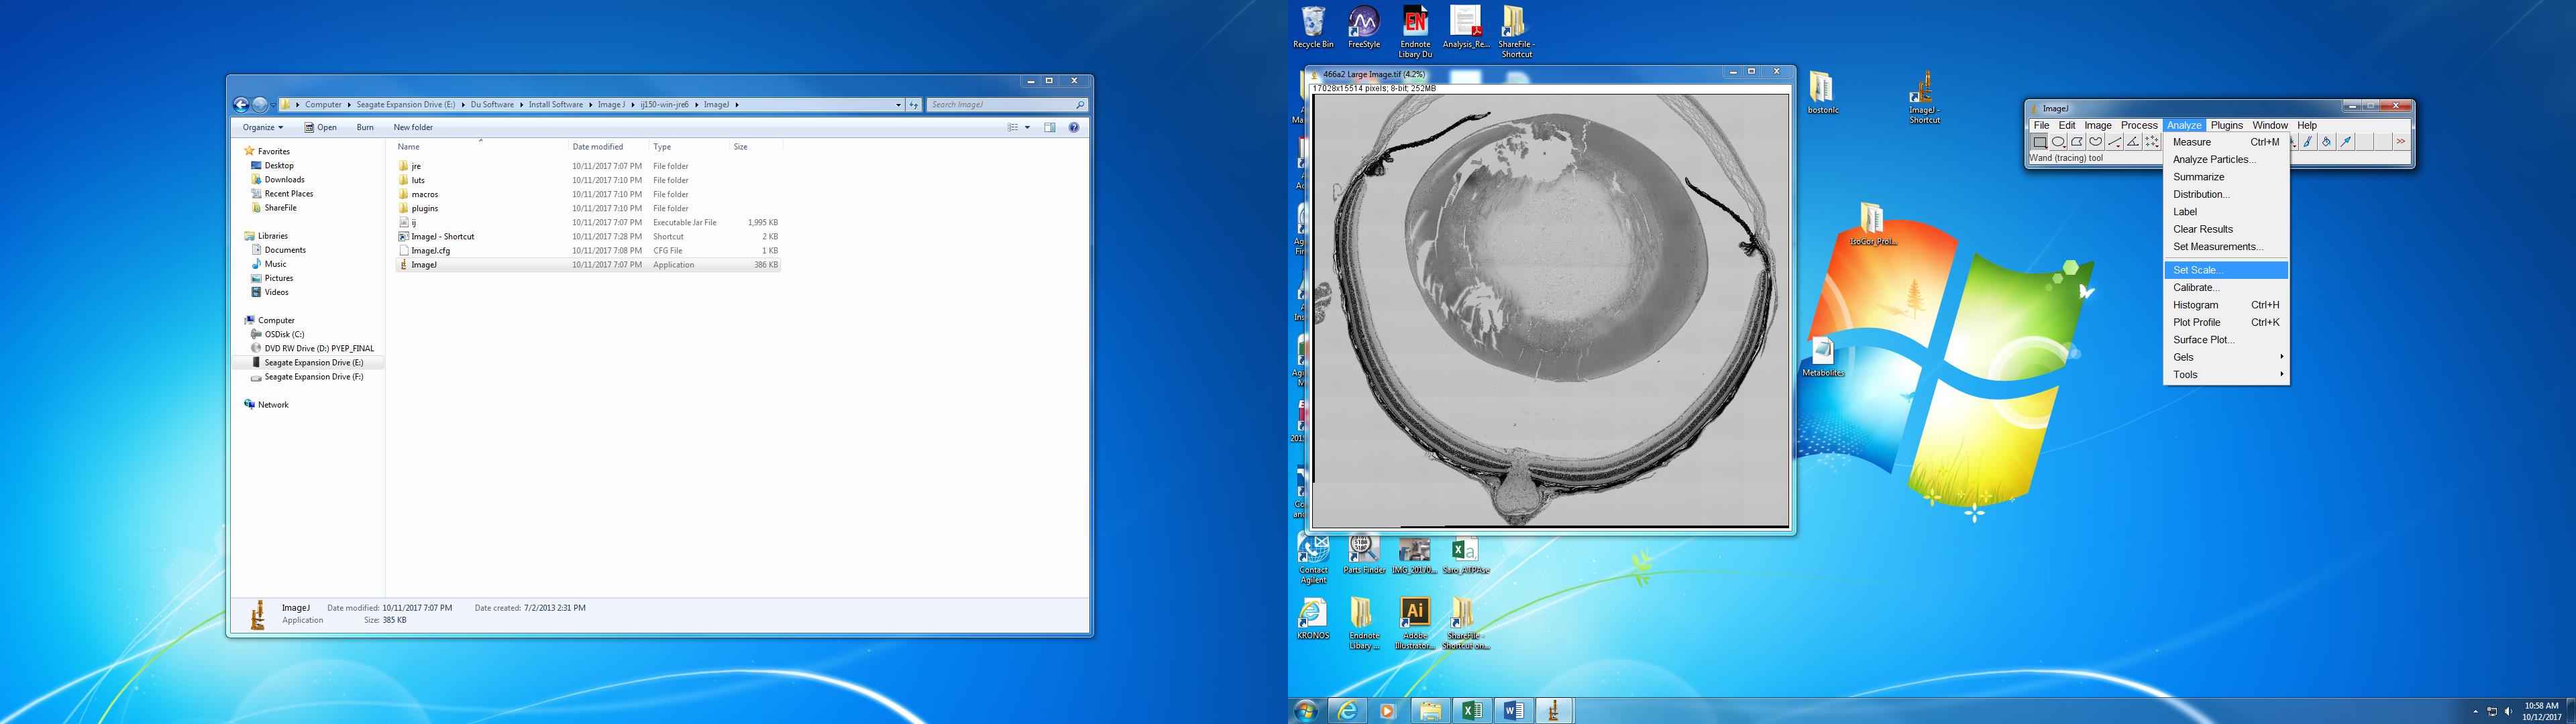 Computer ▸ Seagate Expansion Drive (E:) ▸ Du Software ▸ Install Software ▸ Image J ▸ ij150-win-jre6 ▸ ImageJ ▸
Search ImageJ
Organize Open Burn New folder
Name Date modified Type Size
Favorites
Desktop
Downloads
Recent Places
ShareFile
Libraries
Documents
Music
Pictures
Videos
Computer
OSDisk (C:)
DVD RW Drive (D:) PYEP_FINAL
Seagate Expansion Drive (E:)
Seagate Expansion Drive (F:)
Network
jre 10/11/2017 7:07 PM File folder
luts 10/11/2017 7:10 PM File folder
macros 10/11/2017 7:10 PM File folder
plugins 10/11/2017 7:10 PM File folder
ij 10/11/2017 7:07 PM Executable Jar File 1,995 KB
ImageJ - Shortcut 10/11/2017 7:28 PM Shortcut 2 KB
ImageJ.cfg 10/11/2017 7:08 PM CFG File 1 KB
ImageJ 10/11/2017 7:07 PM Application 386 KB
ImageJ Date modified: 10/11/2017 7:07 PM Date created: 7/2/2013 2:31 PM
Application Size: 385 KB
Recycle Bin
FreeStyle
EN
Endnote
Libary Du
Analysis_Re...
ShareFile -
Shortcut
466a2 Large Image.tif (4.2%)
17028x15514 pixels; 8-bit; 252MB
bostonlc
ImageJ -
Shortcut
Metabolites
ImageJ
File Edit Image Process Analyze Plugins Window Help
>>
Wand (tracing) tool
Measure Ctrl+M
Analyze Particles...
Summarize
Distribution...
Label
Clear Results
Set Measurements...
Set Scale...
Calibrate...
Histogram Ctrl+H
Plot Profile Ctrl+K
Surface Plot...
Gels
Tools
Contact
Agilent
Parts Finder
IMG_20170...
Saro_ATPAse
KRONOS
Endnote
Libary ...
Ai
Adobe
Illustrator...
ShareFile -
Shortcut on...
10:58 AM
10/12/2017